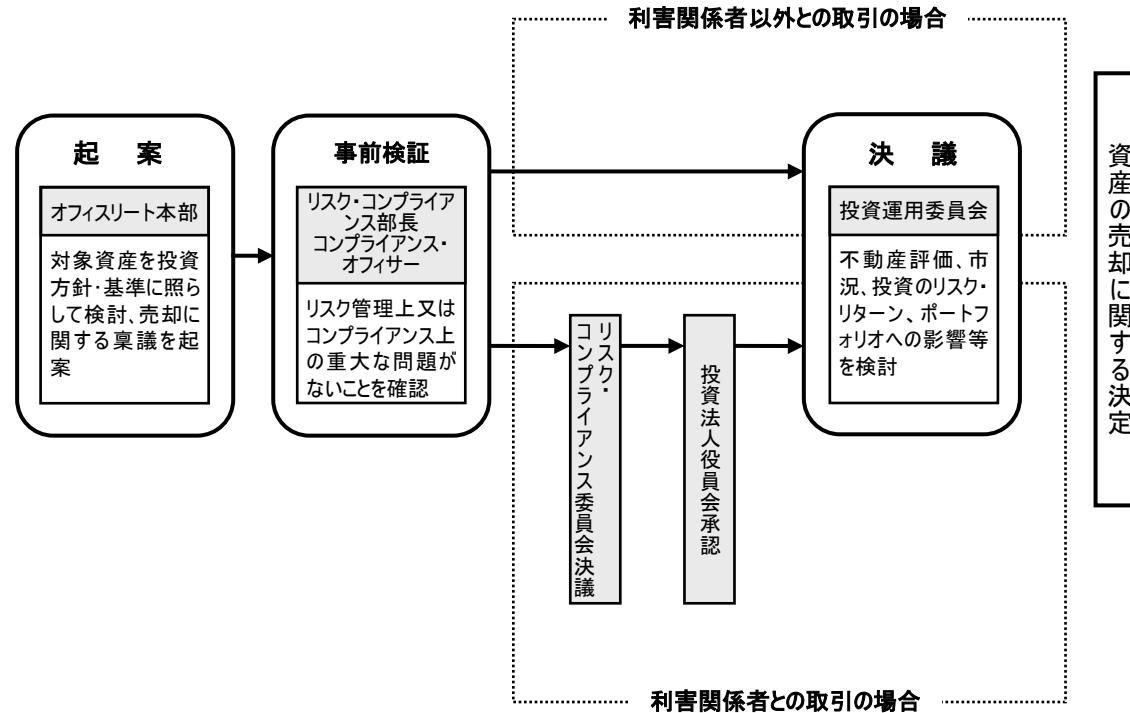 利害関係者以外との取引の場合
起　案
オフィスリート本部
対象資産を投資
方針・基準に照ら
して検討、売却に
関する稟議を起
案
事前検証
リスク・コンプライア
ンス部長
コンプライアンス・
オフィサー
リスク管理上又は
コンプライアンス上
の重大な問題が
ないことを確認
リスク・
コンプライアンス委員会決議
投資法人役員会承認
決　議
投資運用委員会
不動産評価、市
況、投資のリスク・
リターン、ポートフ
ォリオへの影響等
を検討
資産の売却に関する決定
利害関係者との取引の場合